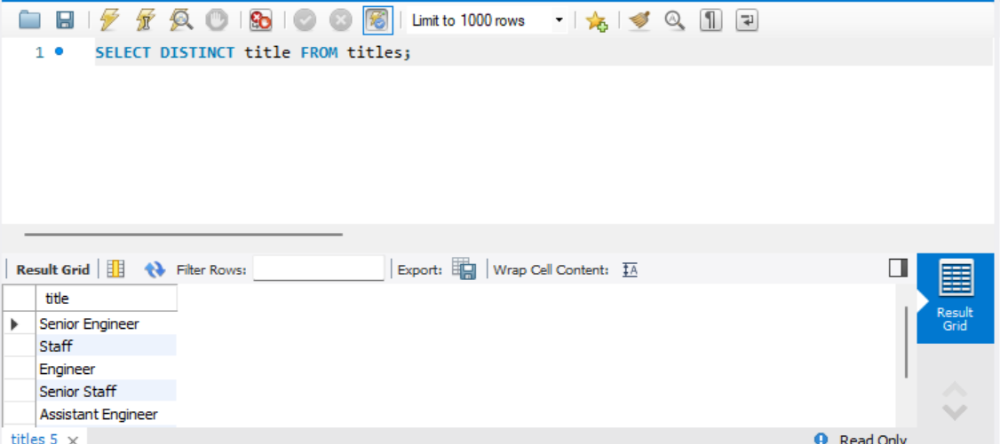 Limit to 1000 rows
1 SELECT DISTINCT title FROM titles;
Result Grid Filter Rows: Export: Wrap Cell Content: IA
title
Senior Engineer
Staff
Engineer
Senior Staff
Assistant Engineer
Result
Grid
titles 5 × Read Only